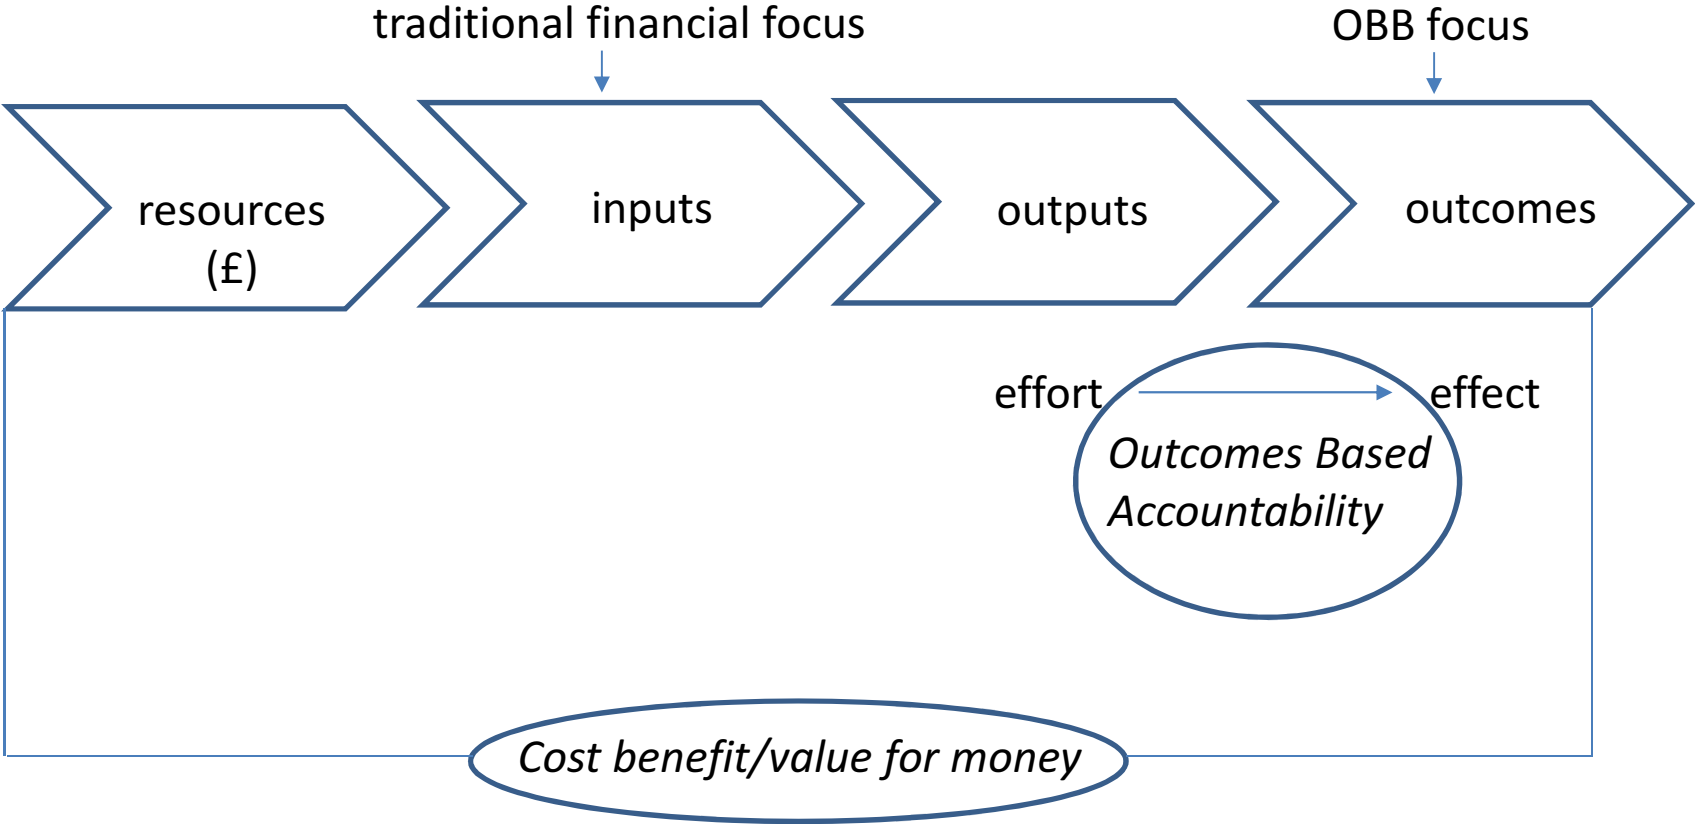 traditional financial focus
OBB focus
resources
(£)
inputs
outputs
outcomes
effort
effect
Outcomes Based
Accountability
Cost benefit/value for money